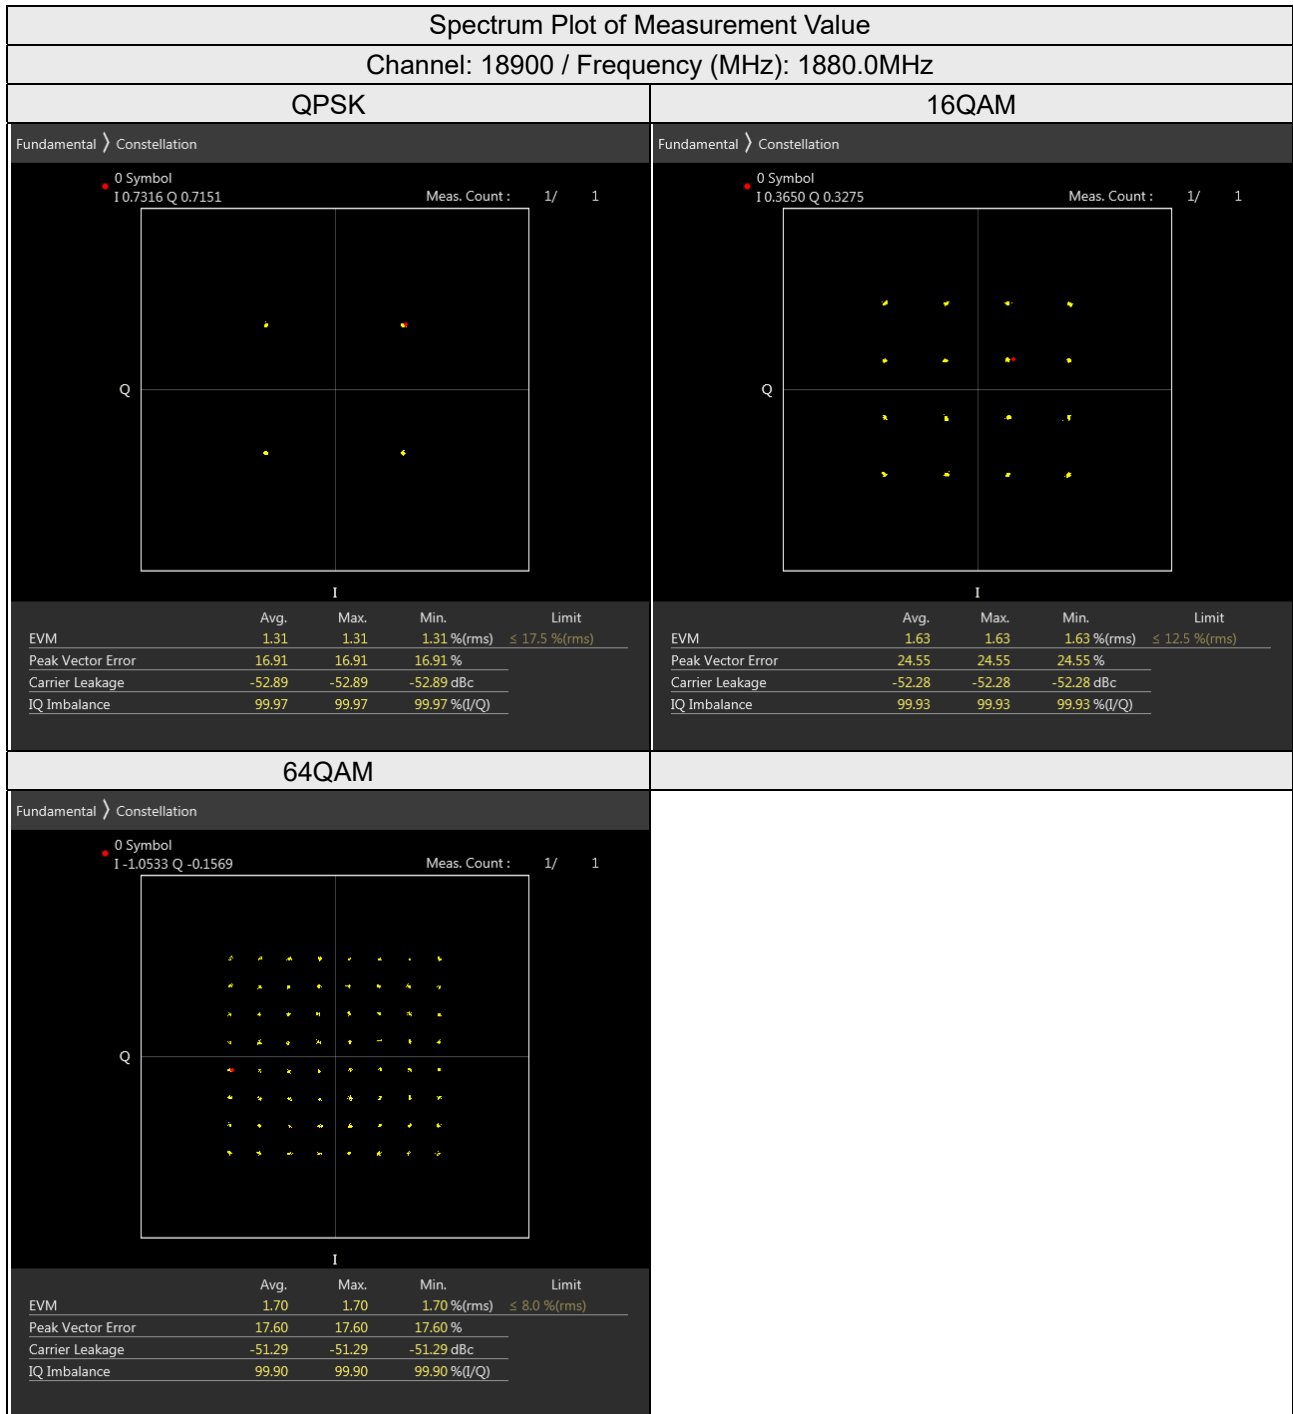 Spectrum Plot of Measurement Value
Channel: 18900 / Frequency (MHz): 1880.0MHz
QPSK
16QAM
Fundamental 〉 Constellation
0 Symbol
I 0.7316 Q 0.7151 Meas. Count : 1/ 1
Q
I
Avg. Max. Min. Limit
EVM 1.31 1.31 1.31 %(rms) ≤ 17.5 %(rms)
Peak Vector Error 16.91 16.91 16.91 %
Carrier Leakage -52.89 -52.89 -52.89 dBc
IQ Imbalance 99.97 99.97 99.97 %(I/Q)
Fundamental 〉 Constellation
0 Symbol
I 0.3650 Q 0.3275 Meas. Count : 1/ 1
Q
I
Avg. Max. Min. Limit
EVM 1.63 1.63 1.63 %(rms) ≤ 12.5 %(rms)
Peak Vector Error 24.55 24.55 24.55 %
Carrier Leakage -52.28 -52.28 -52.28 dBc
IQ Imbalance 99.93 99.93 99.93 %(I/Q)
64QAM
Fundamental 〉 Constellation
0 Symbol
I -1.0533 Q -0.1569 Meas. Count : 1/ 1
Q
I
Avg. Max. Min. Limit
EVM 1.70 1.70 1.70 %(rms) ≤ 8.0 %(rms)
Peak Vector Error 17.60 17.60 17.60 %
Carrier Leakage -51.29 -51.29 -51.29 dBc
IQ Imbalance 99.90 99.90 99.90 %(I/Q)